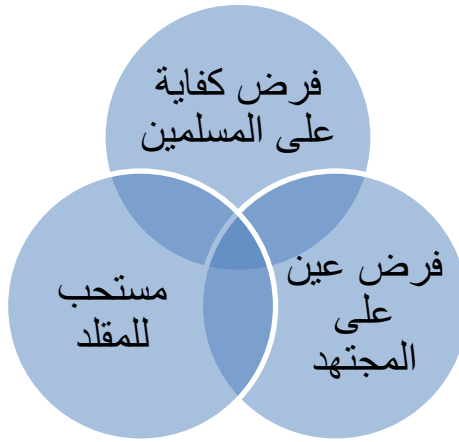 فرض كفاية
على المسلمين
فرض عين
على
المجتهد
مستحب
للمقلد